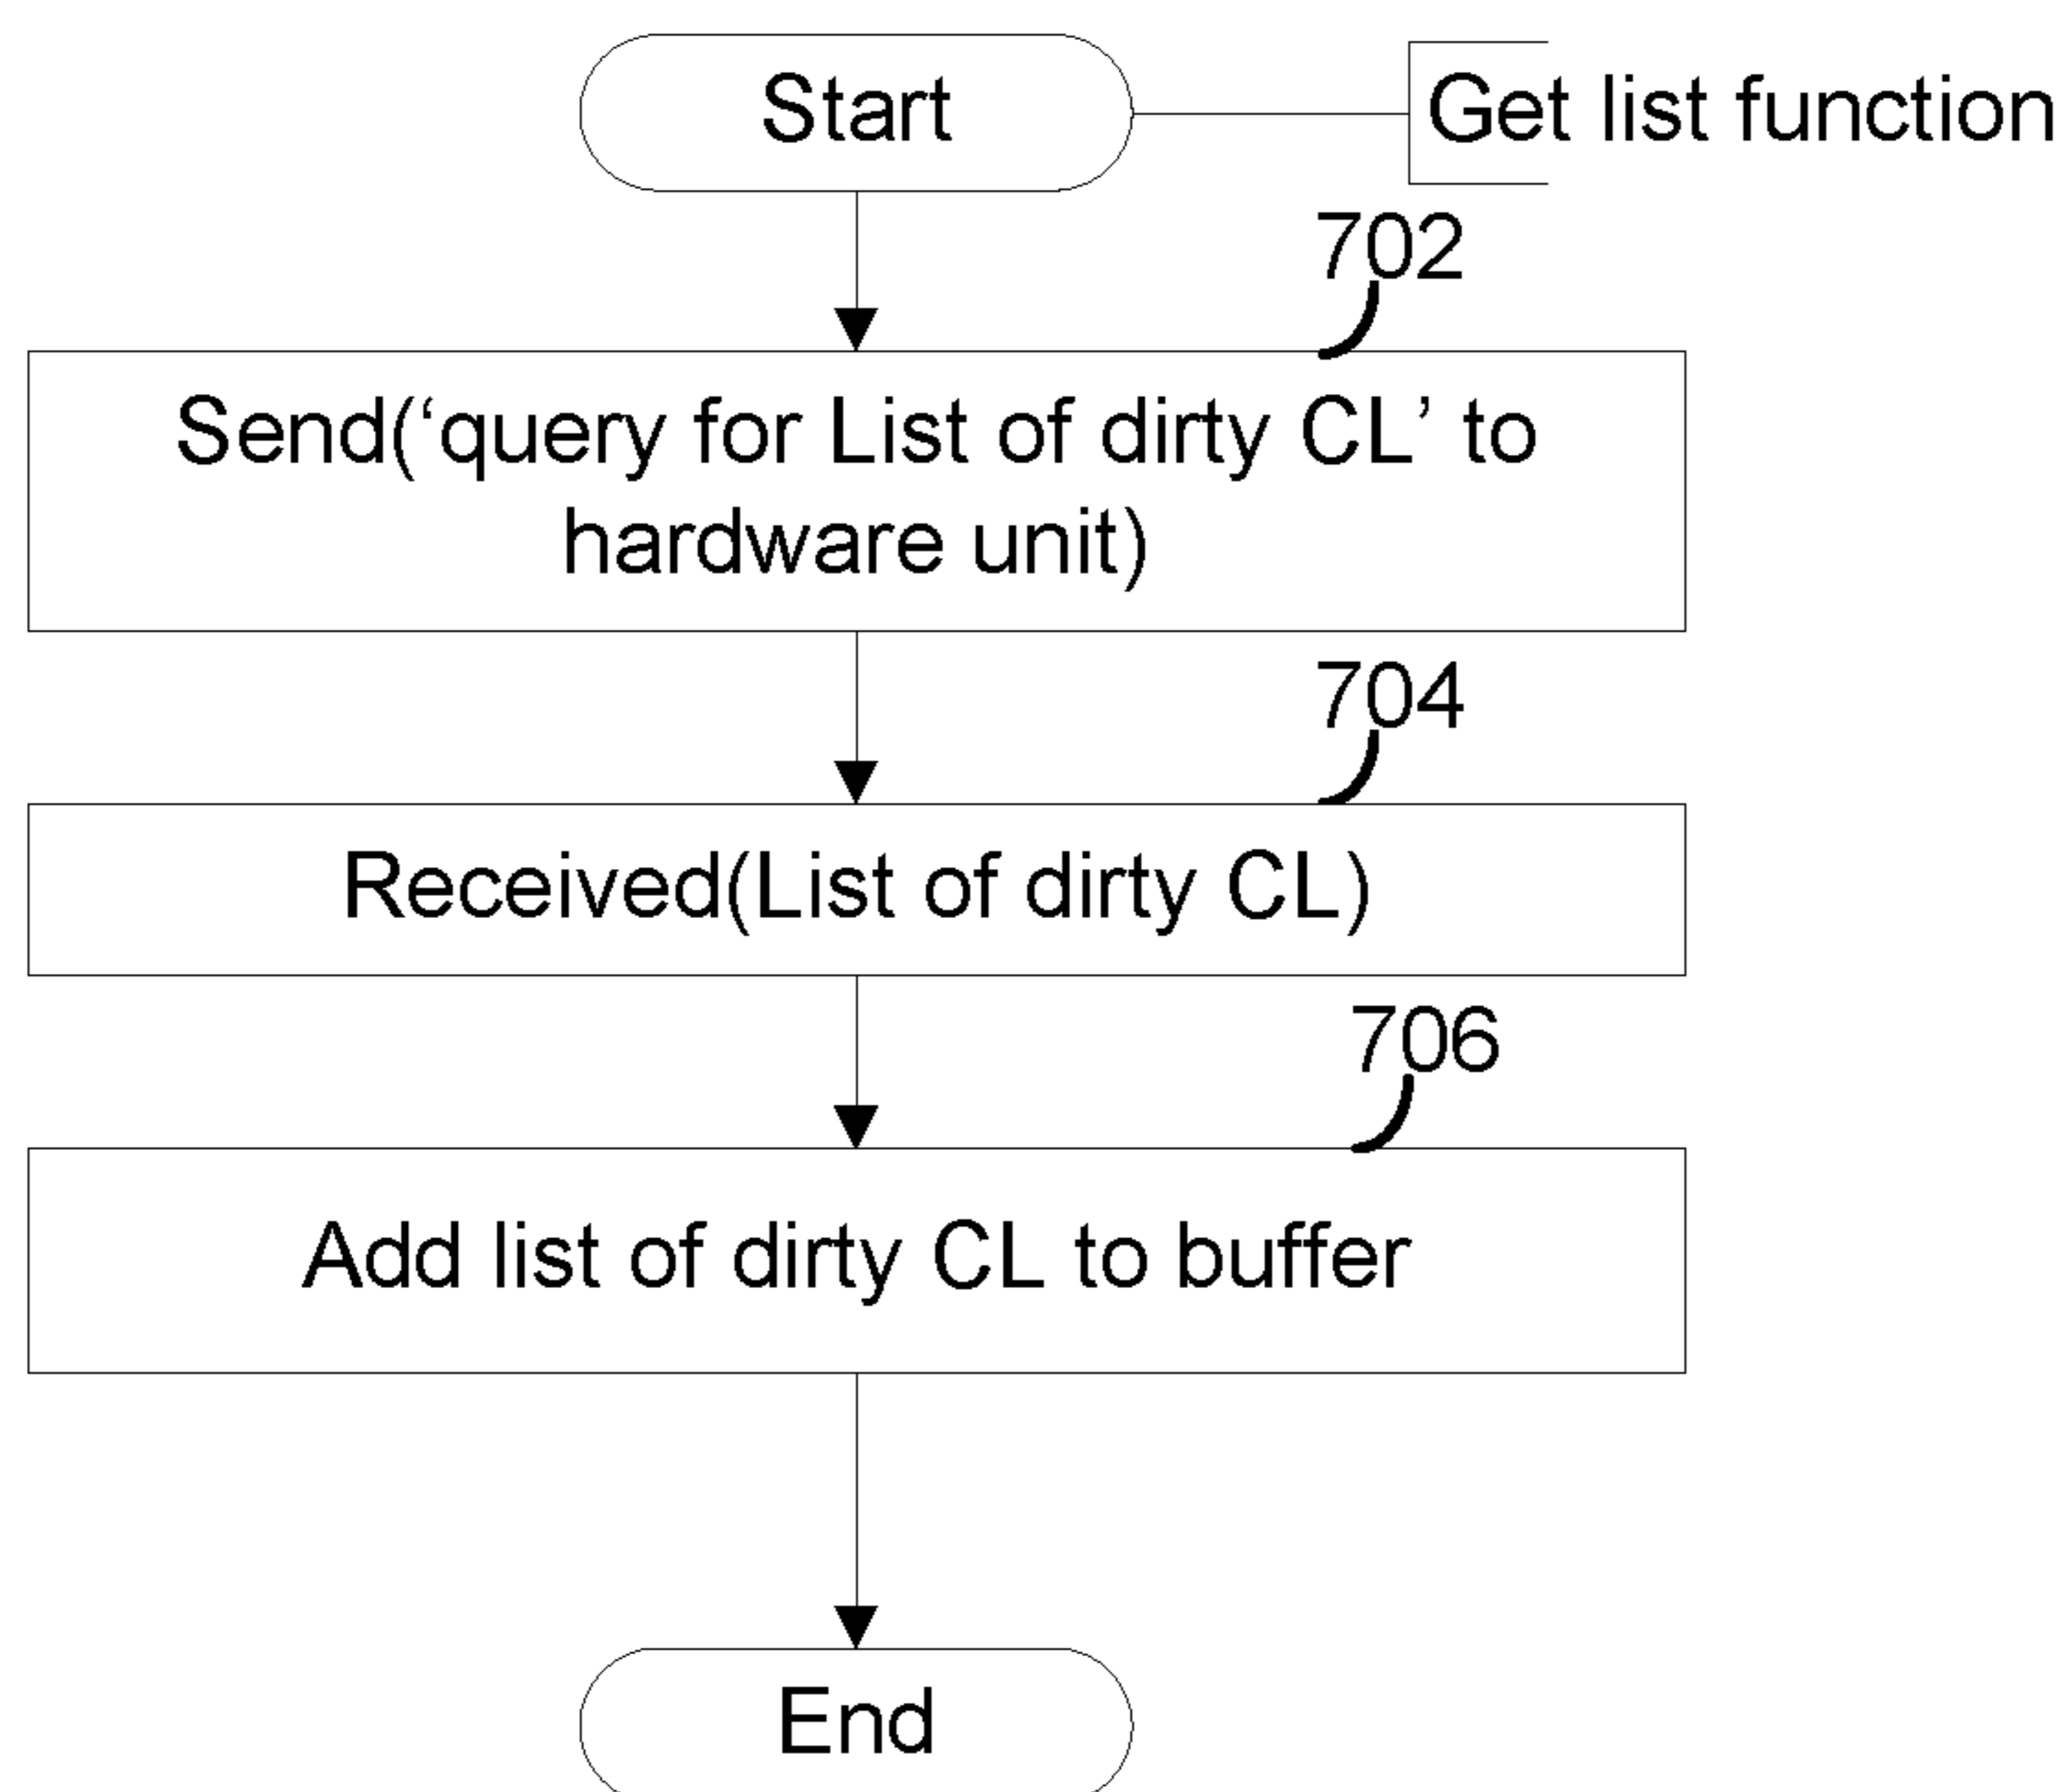 Start
Get list function
702
Send(‘query for List of dirty CL’ to
hardware unit)
704
Received(List of dirty CL)
706
Add list of dirty CL to buffer
End